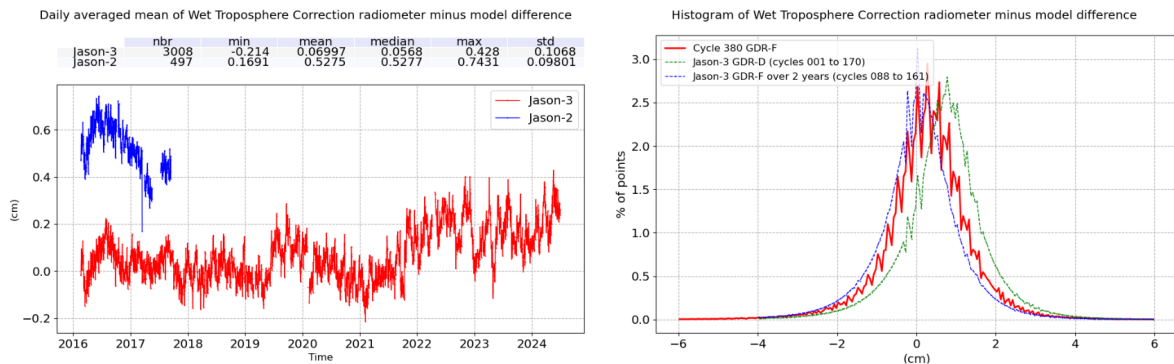 Daily averaged mean of Wet Troposphere Correction radiometer minus model difference
nbr min mean median max std
Jason-3 3008 -0.214 0.06997 0.0568 0.428 0.1068
Jason-2 497 0.1691 0.5275 0.5277 0.7431 0.09801
Jason-3
Jason-2
0.6
0.4
0.2
0.0
−0.2
(cm)
2016 2017 2018 2019 2020 2021 2022 2023 2024
Time
Histogram of Wet Troposphere Correction radiometer minus model difference
Cycle 380 GDR-F
Jason-3 GDR-D (cycles 001 to 170)
Jason-3 GDR-F over 2 years (cycles 088 to 161)
3.0
2.5
2.0
1.5
1.0
0.5
0.0
% of points
−6 −4 −2 0 2 4 6
(cm)